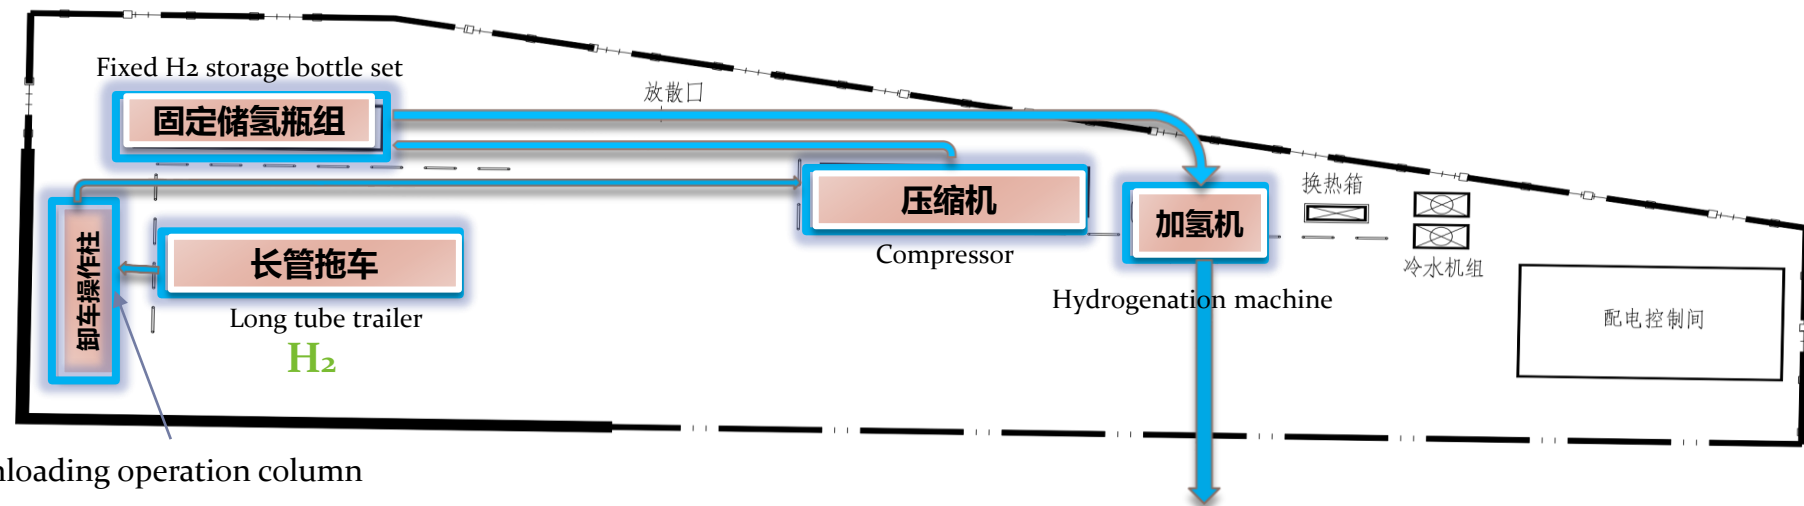 Fixed H2 storage bottle set
固定储氢瓶组
放散口
压缩机
Compressor
加氢机
Hydrogenation machine
换热箱
冷水机组
配电控制间
卸车操作柱
长管拖车
Long tube trailer
H2
nloading operation column